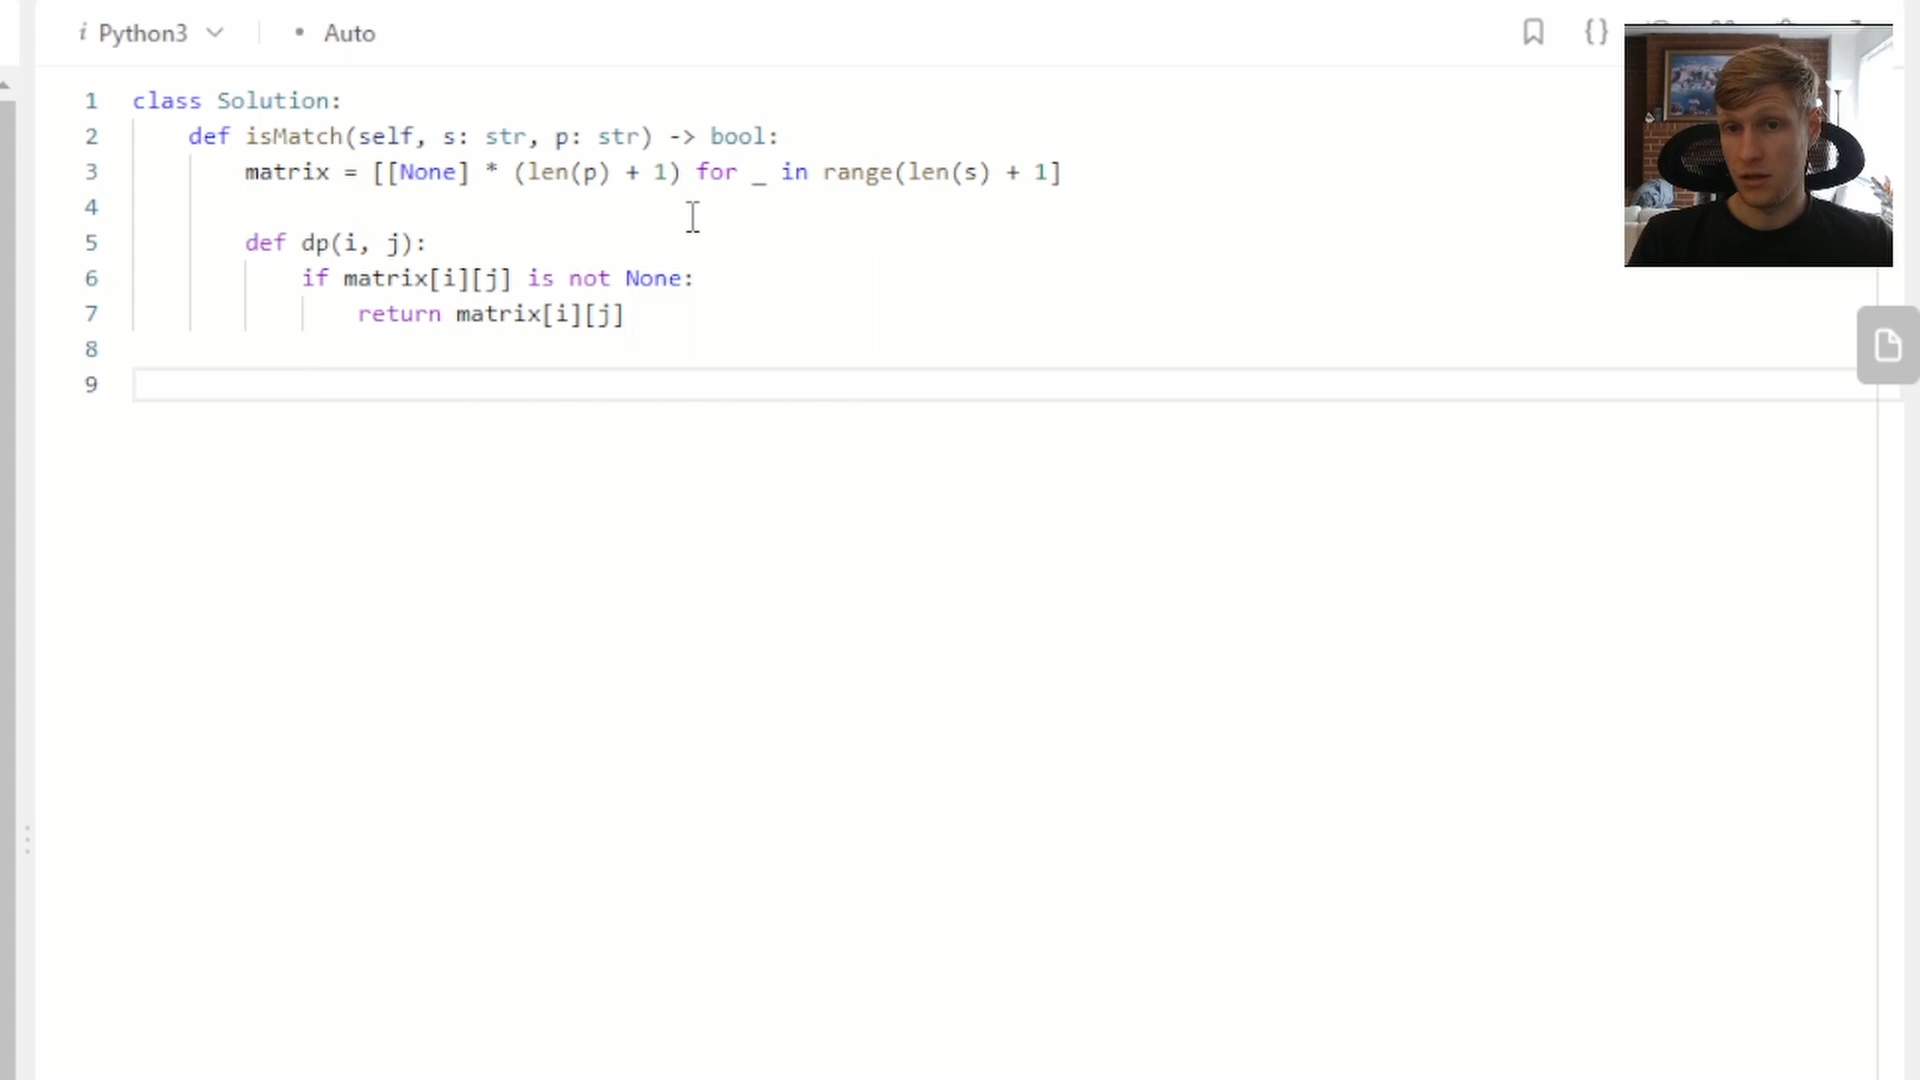 i Python3
• Auto
{}
1 class Solution:
2 def isMatch(self, s: str, p: str) -> bool:
3 matrix = [[None] * (len(p) + 1) for _ in range(len(s) + 1]
4
5 def dp(i, j):
6 if matrix[i][j] is not None:
7 return matrix[i][j]
8
9